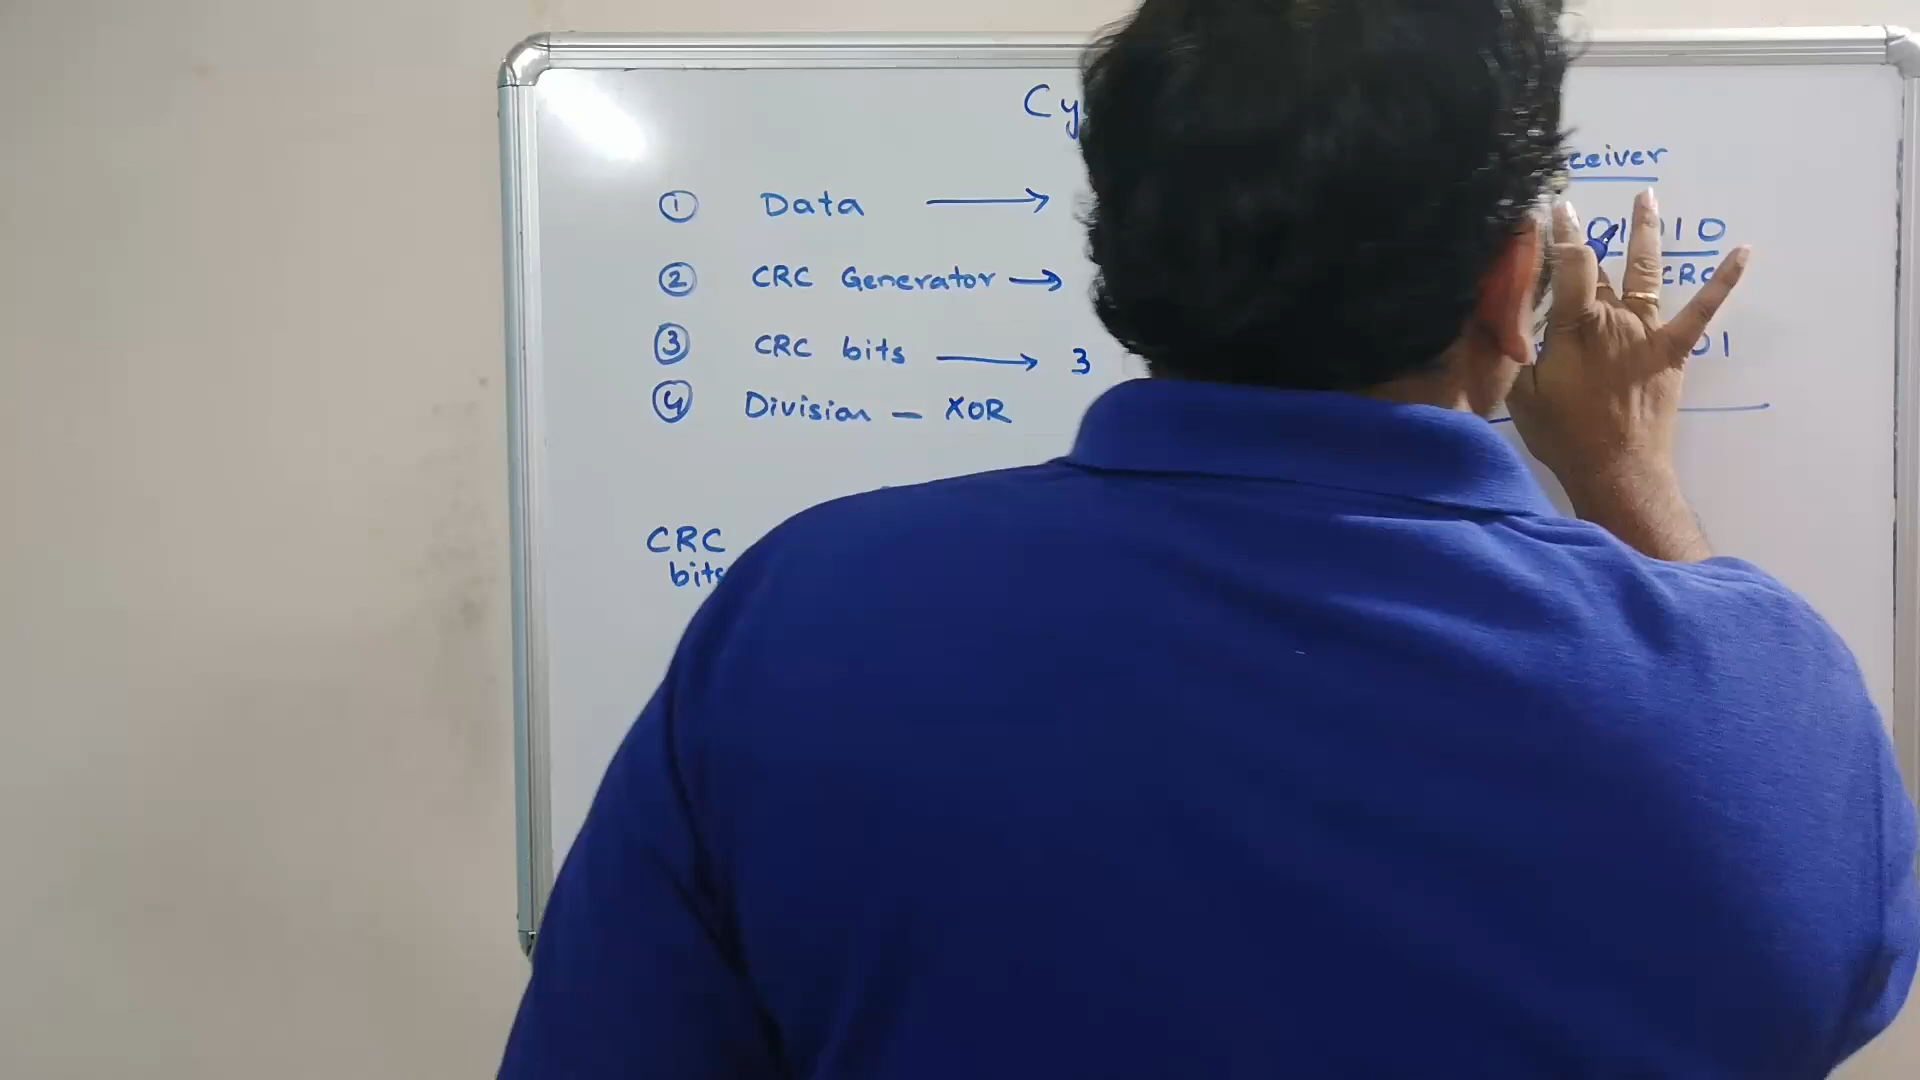 Cy
ceiver
① Data →
01010
② CRC Generator →
CRC
③ CRC bits → 3
01
④ Division – XOR
CRC
bits